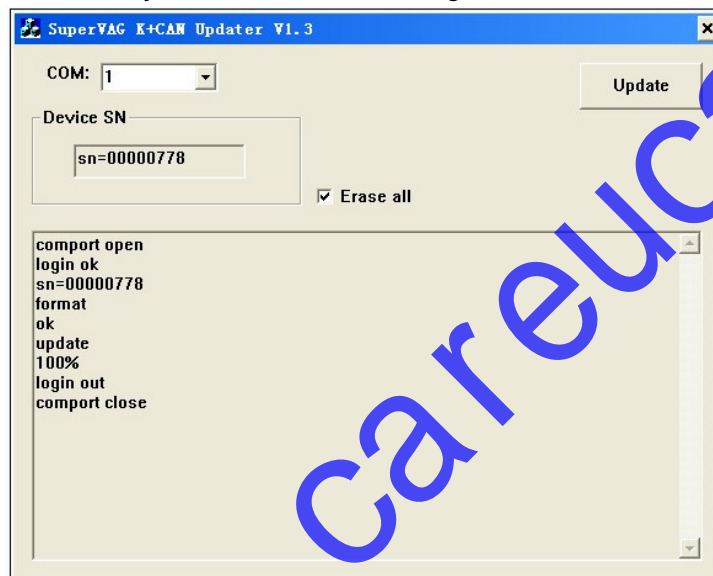 SuperVAG K+CAN Updater V1.3
COM: 1
Update
Device SN
sn=00000778
Erase all
comport open
login ok
sn=00000778
format
ok
update
100%
login out
comport close
careuc